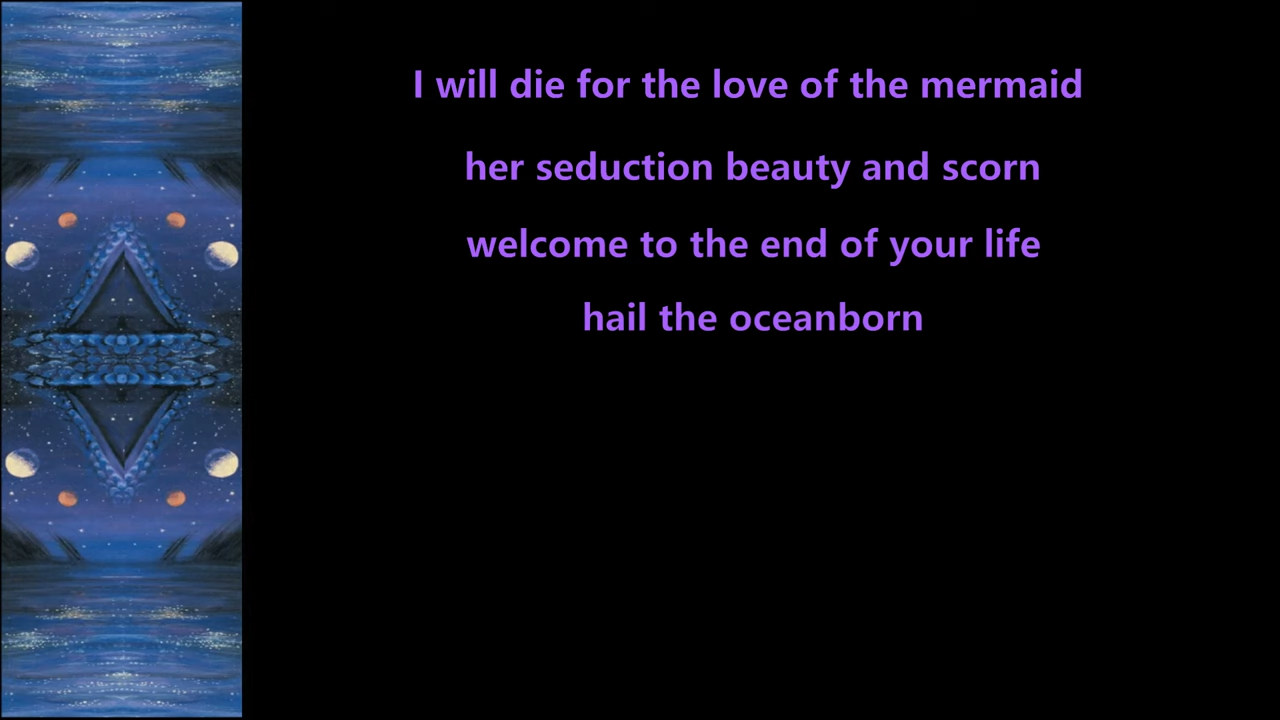 I will die for the love of the mermaid
her seduction beauty and scorn
welcome to the end of your life
hail the oceanborn